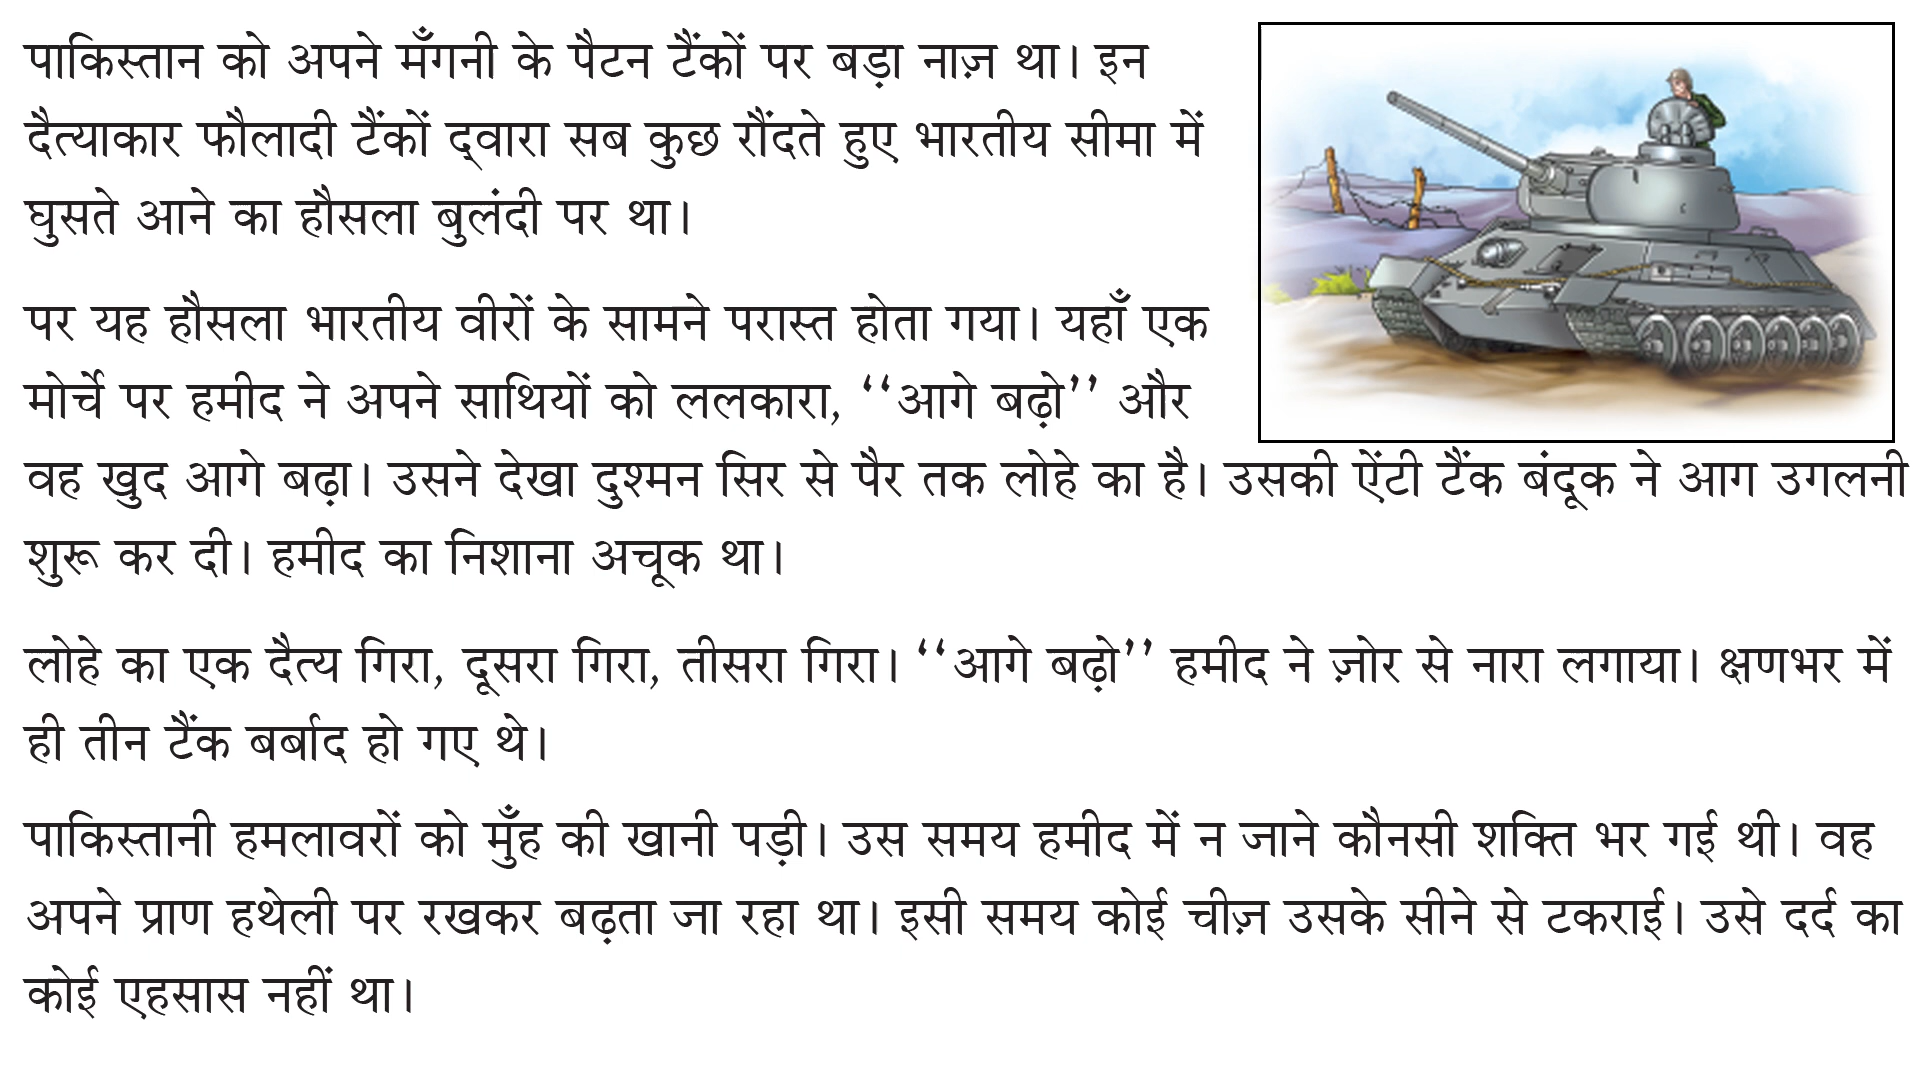 पाकिस्तान को अपने मँगनी के पैटन टैंकों पर बड़ा नाज़ था। इन
दैत्याकार फौलादी टैंकों द्‌वारा सब कुछ रौंदते हुए भारतीय सीमा में
घुसते आने का हौसला बुलंदी पर था।
पर यह हौसला भारतीय वीरों के सामने परास्त होता गया। यहाँ एक
मोर्चे पर हमीद ने अपने साथियों को ललकारा, ‘‘आगे बढ़ो’’ और
वह खुद आगे बढ़ा। उसने देखा दुश्मन सिर से पैर तक लोहे का है। उसकी ऐंटी टैंक बंदूक ने आग उगलनी
शुरू कर दी। हमीद का निशाना अचूक था।
लोहे का एक दैत्य गिरा, दूसरा गिरा, तीसरा गिरा। ‘‘आगे बढ़ो’’ हमीद ने ज़ोर से नारा लगाया। क्षणभर में
ही तीन टैंक बर्बाद हो गए थे।
पाकिस्तानी हमलावरों को मुँह की खानी पड़ी। उस समय हमीद में न जाने कौनसी शक्ति भर गई थी। वह
अपने प्राण हथेली पर रखकर बढ़ता जा रहा था। इसी समय कोई चीज़ उसके सीने से टकराई। उसे दर्द का
कोई एहसास नहीं था।